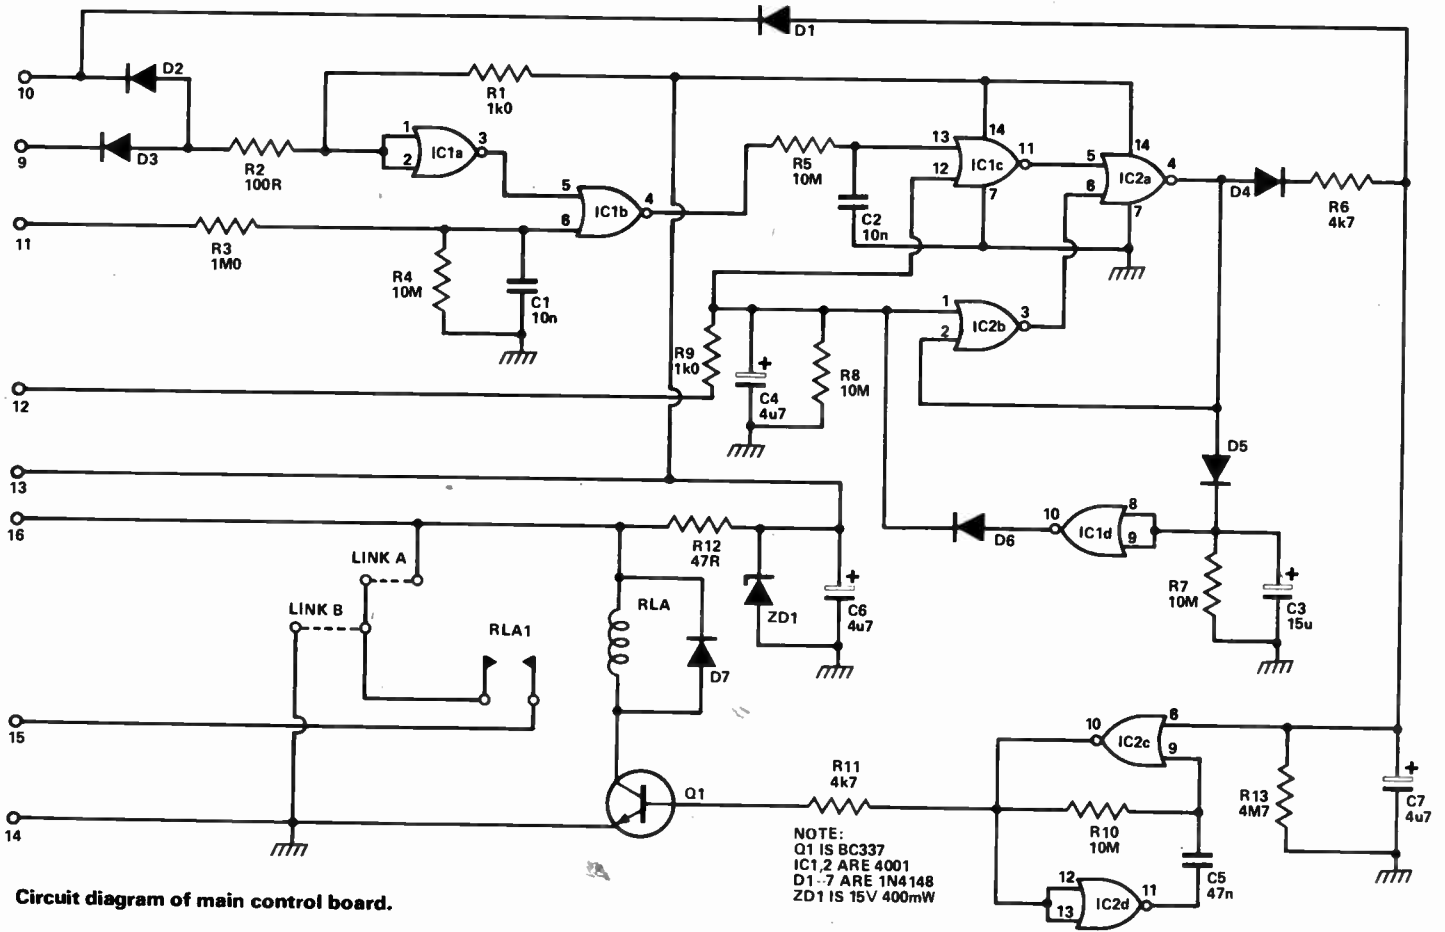 D1
10
D2
R1
1k0
9
D3
R2
100R
1
2
IC1a
3
11
R3
1M0
R4
10M
C1
10n
5
6
IC1b
4
R5
10M
C2
10n
13
12
14
IC1c
11
7
5
6
14
IC2a
4
7
D4
R6
4k7
R9
1k0
C4
4u7
+
R8
10M
1
2
IC2b
3
12
13
16
D5
10
IC1d
8
9
D6
R7
10M
+
C3
15u
R12
47R
ZD1
+
C6
4u7
LINK A
LINK B
RLA1
RLA
D7
15
14
Q1
R11
4k7
10
IC2c
8
9
R10
10M
12
13
IC2d
11
C5
47n
R13
4M7
+
C7
4u7
NOTE:
Q1 IS BC337
IC1,2 ARE 4001
D1-7 ARE 1N4148
ZD1 IS 15V 400mW
Circuit diagram of main control board.